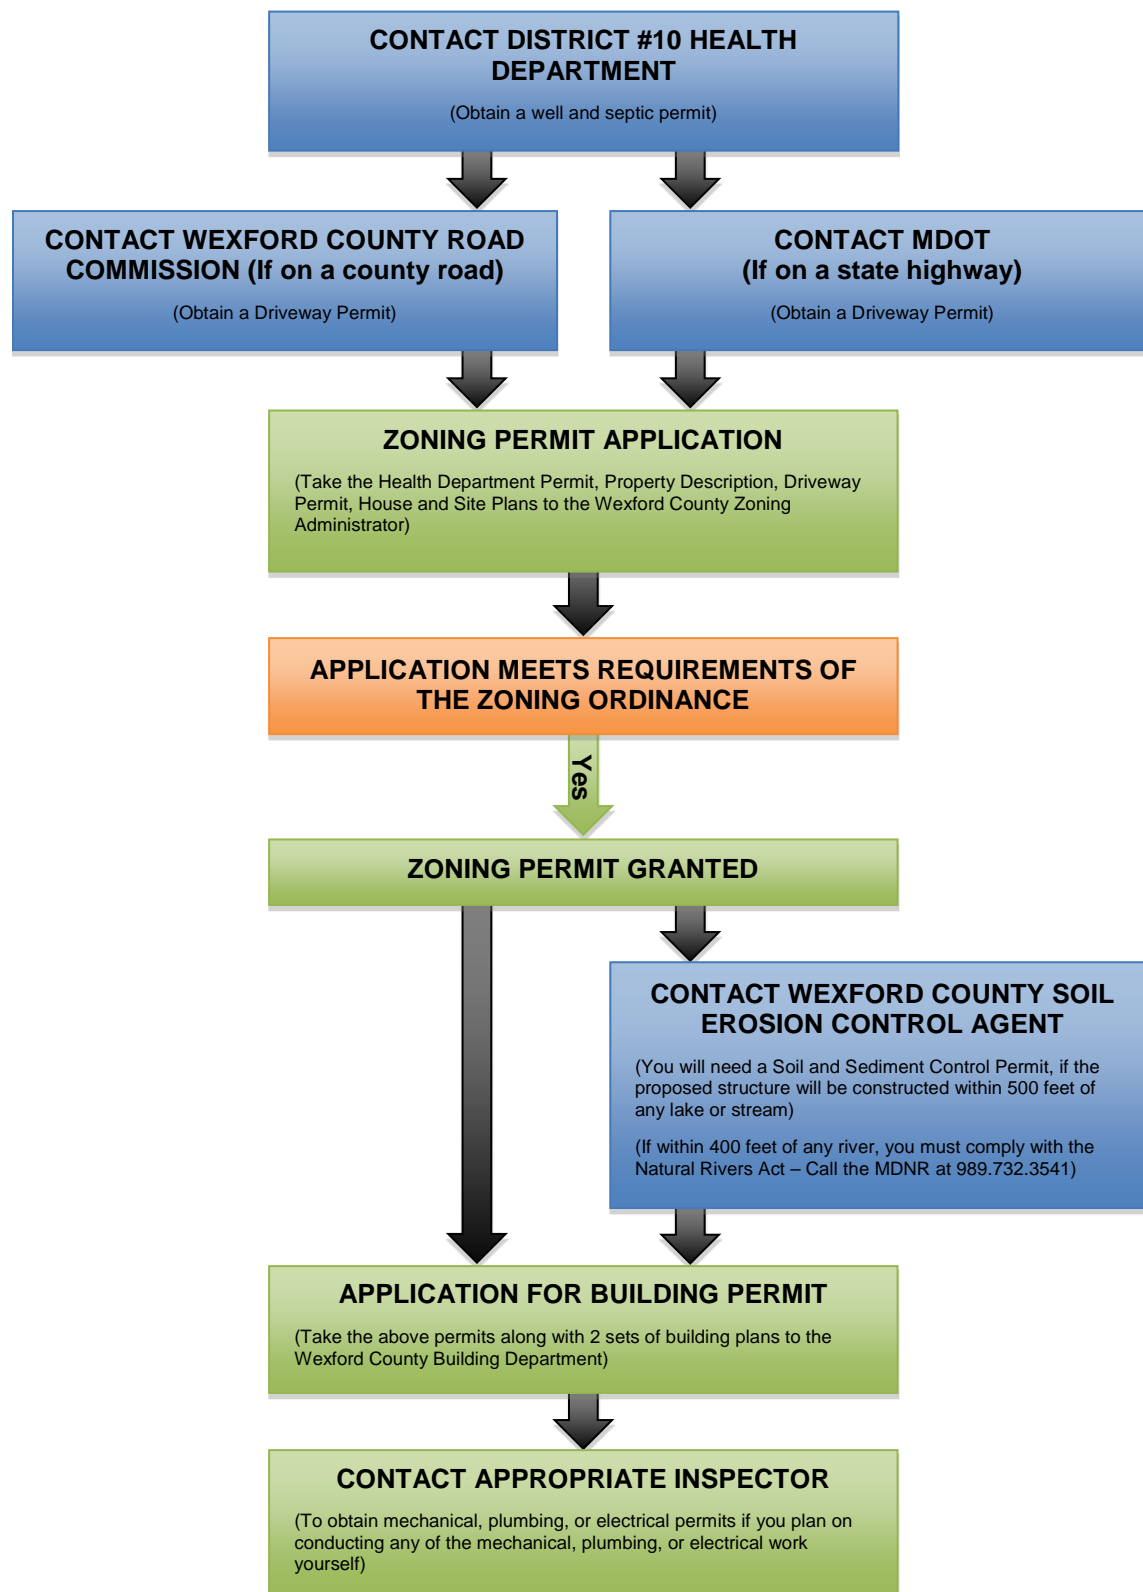 CONTACT DISTRICT #10 HEALTH
DEPARTMENT
(Obtain a well and septic permit)
CONTACT WEXFORD COUNTY ROAD
COMMISSION (If on a county road)
(Obtain a Driveway Permit)
CONTACT MDOT
(If on a state highway)
(Obtain a Driveway Permit)
ZONING PERMIT APPLICATION
(Take the Health Department Permit, Property Description, Driveway
Permit, House and Site Plans to the Wexford County Zoning
Administrator)
APPLICATION MEETS REQUIREMENTS OF
THE ZONING ORDINANCE
Yes
ZONING PERMIT GRANTED
CONTACT WEXFORD COUNTY SOIL
EROSION CONTROL AGENT
(You will need a Soil and Sediment Control Permit, if the
proposed structure will be constructed within 500 feet of
any lake or stream)
(If within 400 feet of any river, you must comply with the
Natural Rivers Act – Call the MDNR at 989.732.3541)
APPLICATION FOR BUILDING PERMIT
(Take the above permits along with 2 sets of building plans to the
Wexford County Building Department)
CONTACT APPROPRIATE INSPECTOR
(To obtain mechanical, plumbing, or electrical permits if you plan on
conducting any of the mechanical, plumbing, or electrical work
yourself)